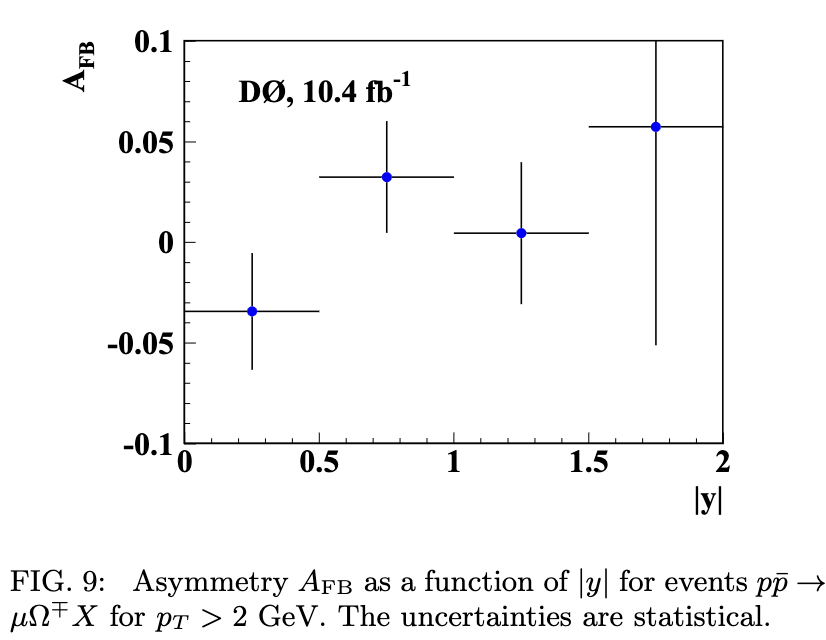 A_FB
0.1
DØ, 10.4 fb^-1
0.05
0
-0.05
-0.1
0 0.5 1 1.5 2
|y|
FIG. 9: Asymmetry A_FB as a function of |y| for events pp̄ →
μΩ^∓X for p_T > 2 GeV. The uncertainties are statistical.